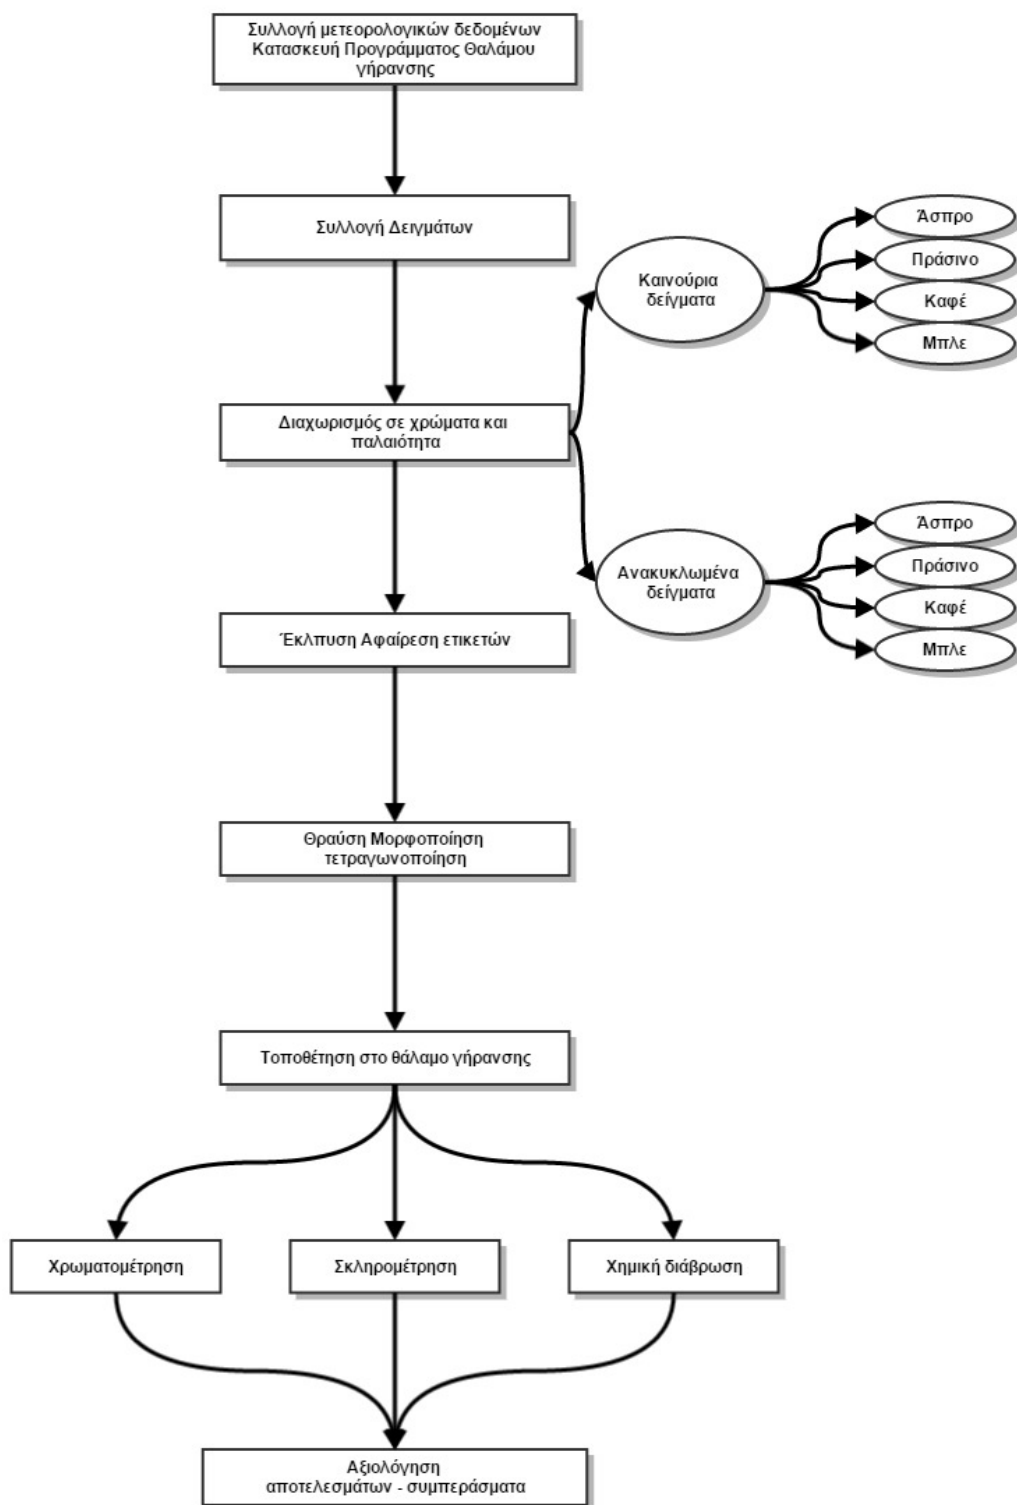 Συλλογή μετεορολογικών δεδομένων
Κατασκευή Προγράμματος Θαλάμου
γήρανσης
Συλλογή Δειγμάτων
Καινούρια
δείγματα
Άσπρο
Πράσινο
Καφέ
Μπλε
Διαχωρισμός σε χρώματα και
παλαιότητα
Ανακυκλωμένα
δείγματα
Άσπρο
Πράσινο
Καφέ
Μπλε
Έκλπυση Αφαίρεση ετικετών
Θραύση Μορφοποίηση
τετραγωνοποίηση
Τοποθέτηση στο θάλαμο γήρανσης
Χρωματομέτρηση
Σκληρομέτρηση
Χημική διάβρωση
Αξιολόγηση
αποτελεσμάτων - συμπεράσματα